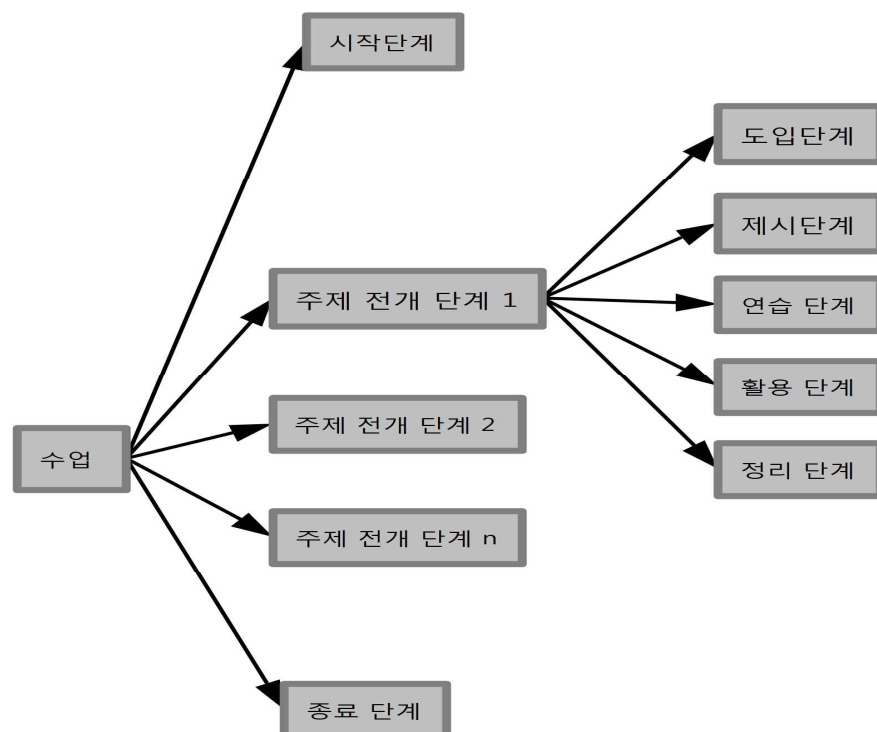 시작단계
도입단계
제시단계
주제 전개 단계 1
연습 단계
활용 단계
주제 전개 단계 2
수업
정리 단계
주제 전개 단계 n
종료 단계